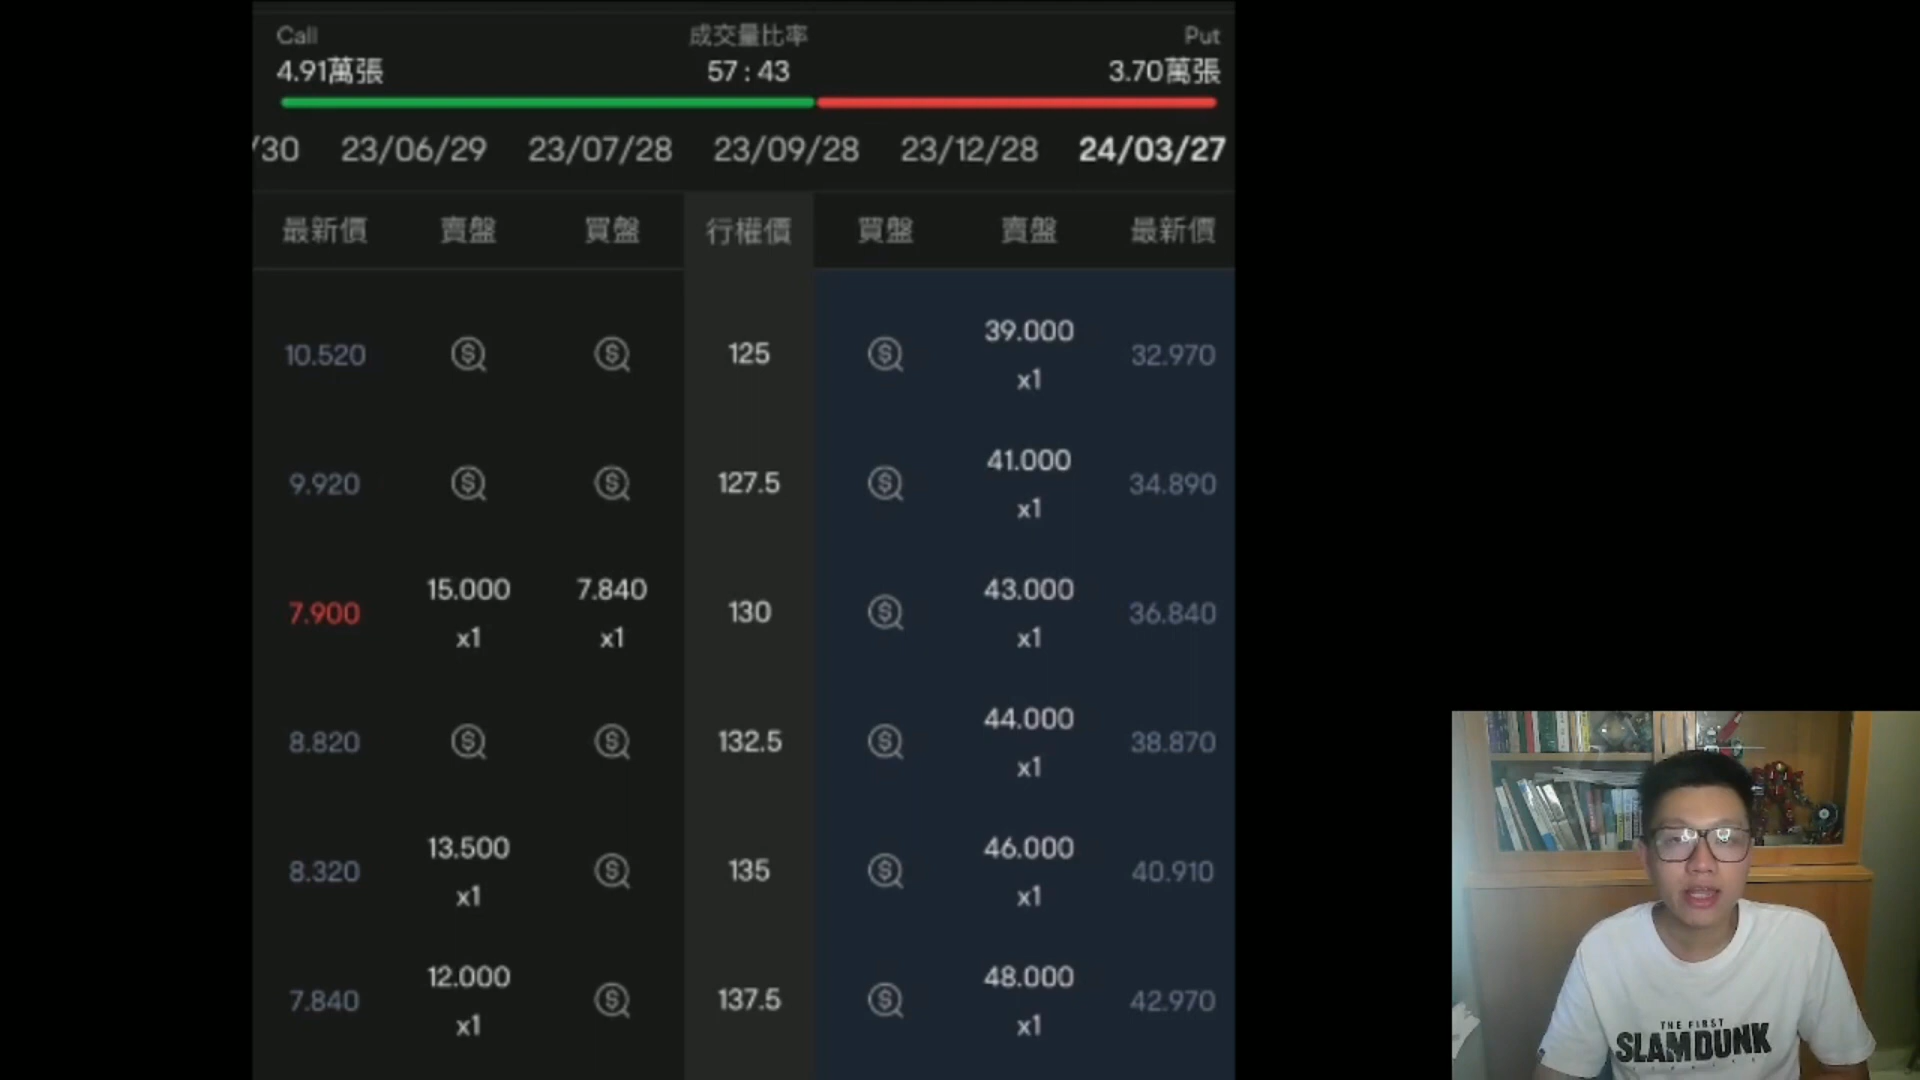 Call 成交量比率 Put
4.91萬張 57 : 43 3.70萬張
/30 23/06/29 23/07/28 23/09/28 23/12/28 24/03/27
最新價 賣盤 買盤 行權價 買盤 賣盤 最新價
10.520 125 39.000 x1 32.970
9.920 127.5 41.000 x1 34.890
7.900 15.000 x1 7.840 x1 130 43.000 x1 36.840
8.820 132.5 44.000 x1 38.870
8.320 13.500 x1 135 46.000 x1 40.910
7.840 12.000 x1 137.5 48.000 x1 42.970
THE FIRST
SLAM DUNK